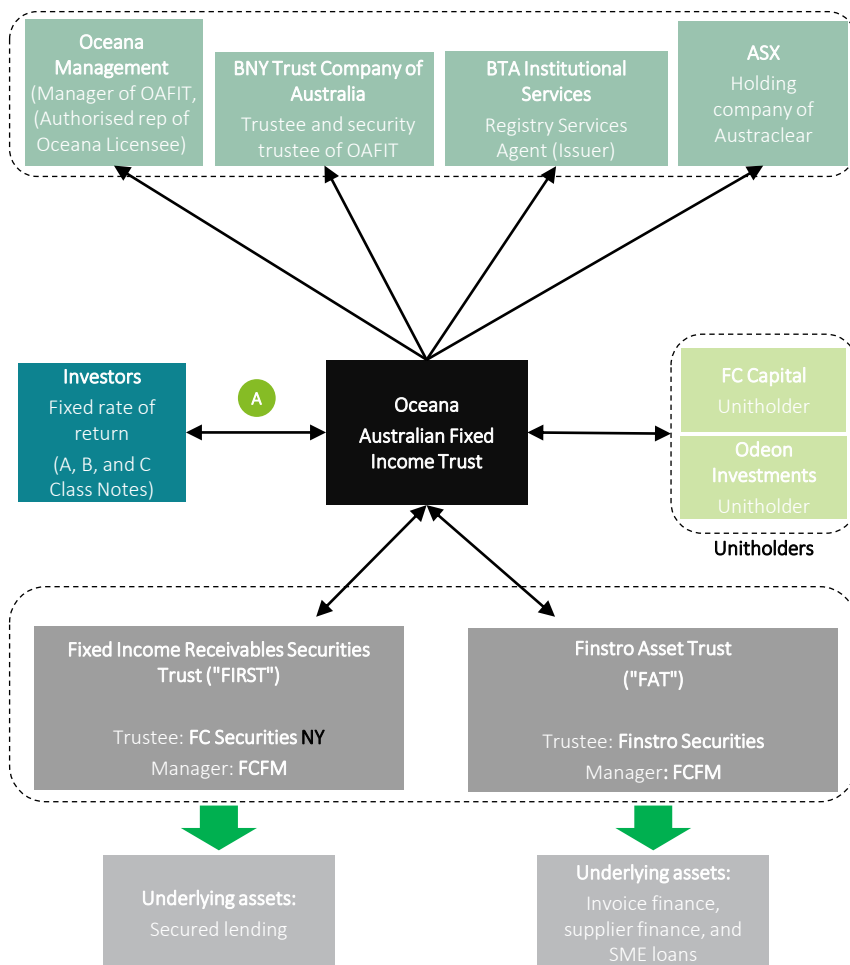 Oceana
Management
(Manager of OAFIT,
(Authorised rep of
Oceana Licensee)
BNY Trust Company of
Australia
Trustee and security
trustee of OAFIT
BTA Institutional
Services
Registry Services
Agent (Issuer)
ASX
Holding
company of
Austraclear
Investors
Fixed rate of
return
(A, B, and C
Class Notes)
A
Oceana
Australian Fixed
Income Trust
FC Capital
Unitholder
Odeon
Investments
Unitholder
Unitholders
Fixed Income Receivables Securities
Trust ("FIRST")
Trustee: FC Securities NY
Manager: FCFM
Finstro Asset Trust
("FAT")
Trustee: Finstro Securities
Manager: FCFM
Underlying assets:
Secured lending
Underlying assets:
Invoice finance,
supplier finance, and
SME loans